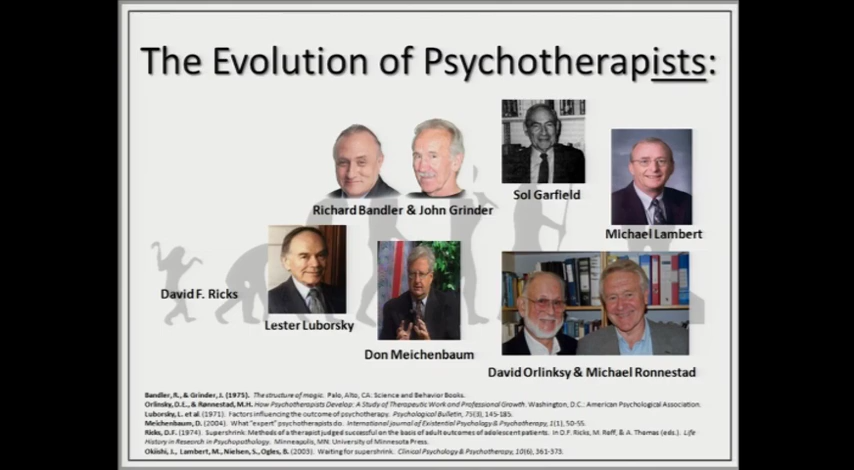 The Evolution of Psychotherapists:
Richard Bandler & John Grinder
Sol Garfield
Michael Lambert
David F. Ricks
Lester Luborsky
Don Meichenbaum
David Orlinksy & Michael Ronnestad
Bandler, R., & Grinder, J. (1975). The structure of magic. Palo, Alto, CA: Science and Behavior Books.
Orlinsky, D.E., & Rønnestad, M.H. How Psychotherapists Develop: A Study of Therapeutic Work and Professional Growth. Washington, D.C.: American Psychological Association.
Luborsky, L. et al (1971). Factors influencing the outcome of psychotherapy. Psychological Bulletin, 75(3), 145-185.
Meichenbaum, D. (2004). What "expert" psychotherapists do. International Journal of Existential Psychology & Psychotherapy, 1(1), 50-55.
Ricks, D.F. (1974). Supershrink: Methods of a therapist judged successful on the basis of adult outcomes of adolescent patients. In D.F. Ricks, M. Roff, & A. Thomas (eds.). Life
History in Research in Psychopathology. Minneapolis, MN: University of Minnesota Press.
Okiishi, J., Lambert, M., Nielsen, S., Ogles, B. (2003). Waiting for supershrink. Clinical Psychology & Psychotherapy, 10(6), 361-373.